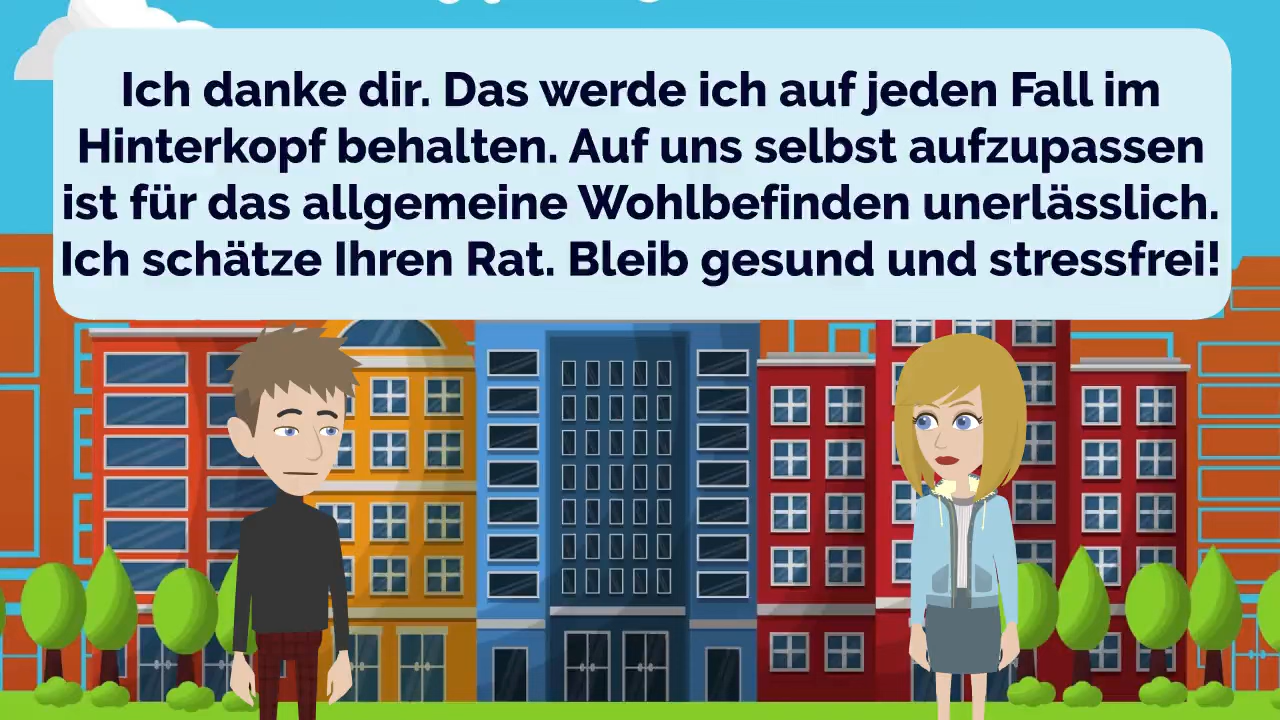 Ich danke dir. Das werde ich auf jeden Fall im
Hinterkopf behalten. Auf uns selbst aufzupassen
ist für das allgemeine Wohlbefinden unerlässlich.
Ich schätze Ihren Rat. Bleib gesund und stressfrei!